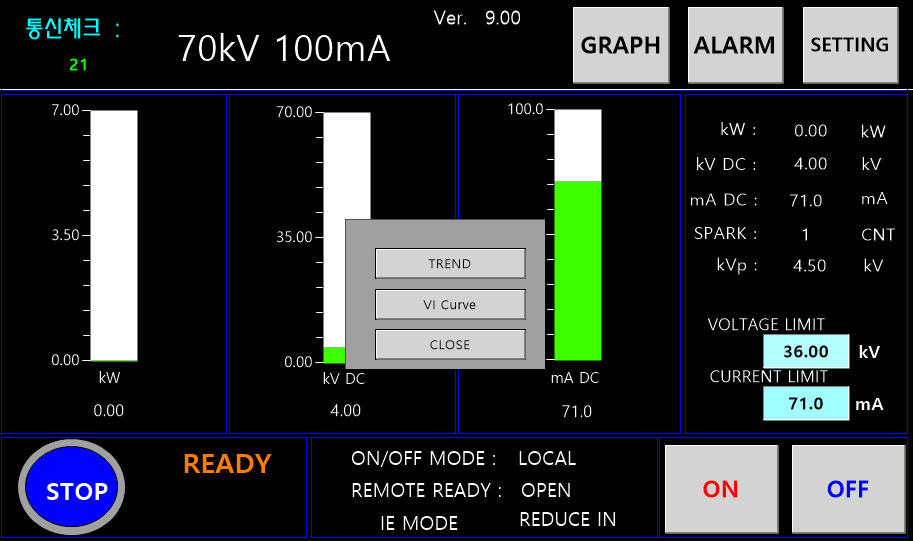 통신체크 :
21
70kV 100mA
Ver. 9.00
GRAPH
ALARM
SETTING
7.00
3.50
0.00
kW
0.00
70.00
35.00
0.00
kV DC
4.00
100.0
mA DC
71.0
TREND
VI Curve
CLOSE
kW : 0.00 kW
kV DC : 4.00 kV
mA DC : 71.0 mA
SPARK : 1 CNT
kVp : 4.50 kV
VOLTAGE LIMIT
36.00 kV
CURRENT LIMIT
71.0 mA
STOP
READY
ON/OFF MODE : LOCAL
REMOTE READY : OPEN
IE MODE REDUCE IN
ON
OFF